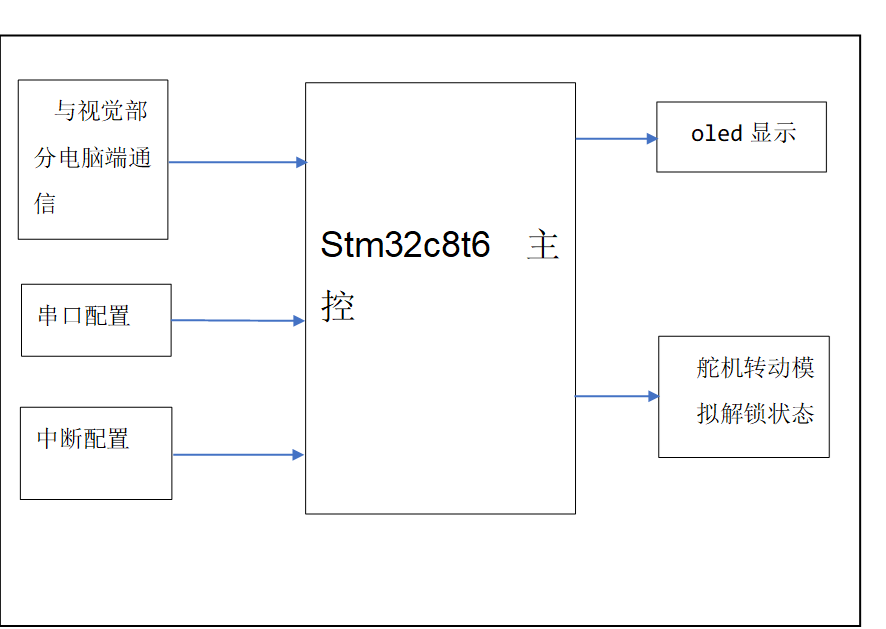 与视觉部
分电脑端通
信
串口配置
中断配置
Stm32c8t6 主
控
oled 显示
舵机转动模
拟解锁状态